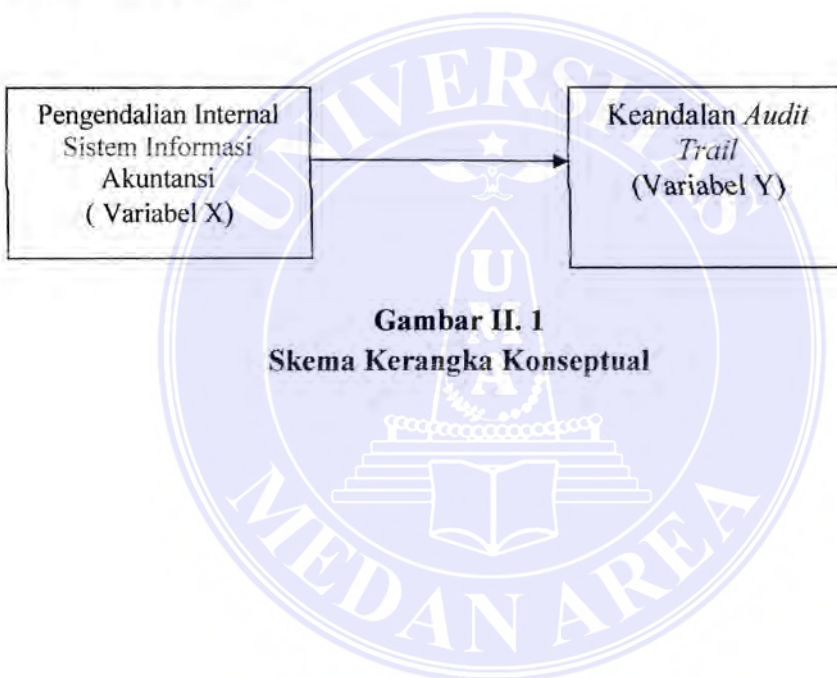 Pengendalian Internal
Sistem Informasi
Akuntansi
( Variabel X)
Keandalan Audit
Trail
(Variabel Y)
Gambar II. 1
Skema Kerangka Konseptual
UNIVERSITAS
UMA
MEDAN AREA